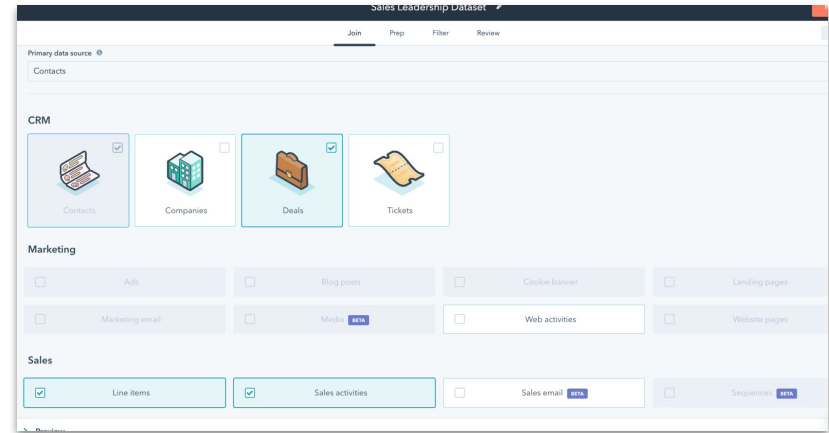 Sales Leadership Dataset
Join Prep Filter Review
Primary data source
Contacts
CRM
Contacts Companies Deals Tickets
Marketing
Ads Blog posts Cookie banner Landing pages
Marketing email Media BETA Web activities Website pages
Sales
Line items Sales activities Sales email BETA Sequences BETA
Preview